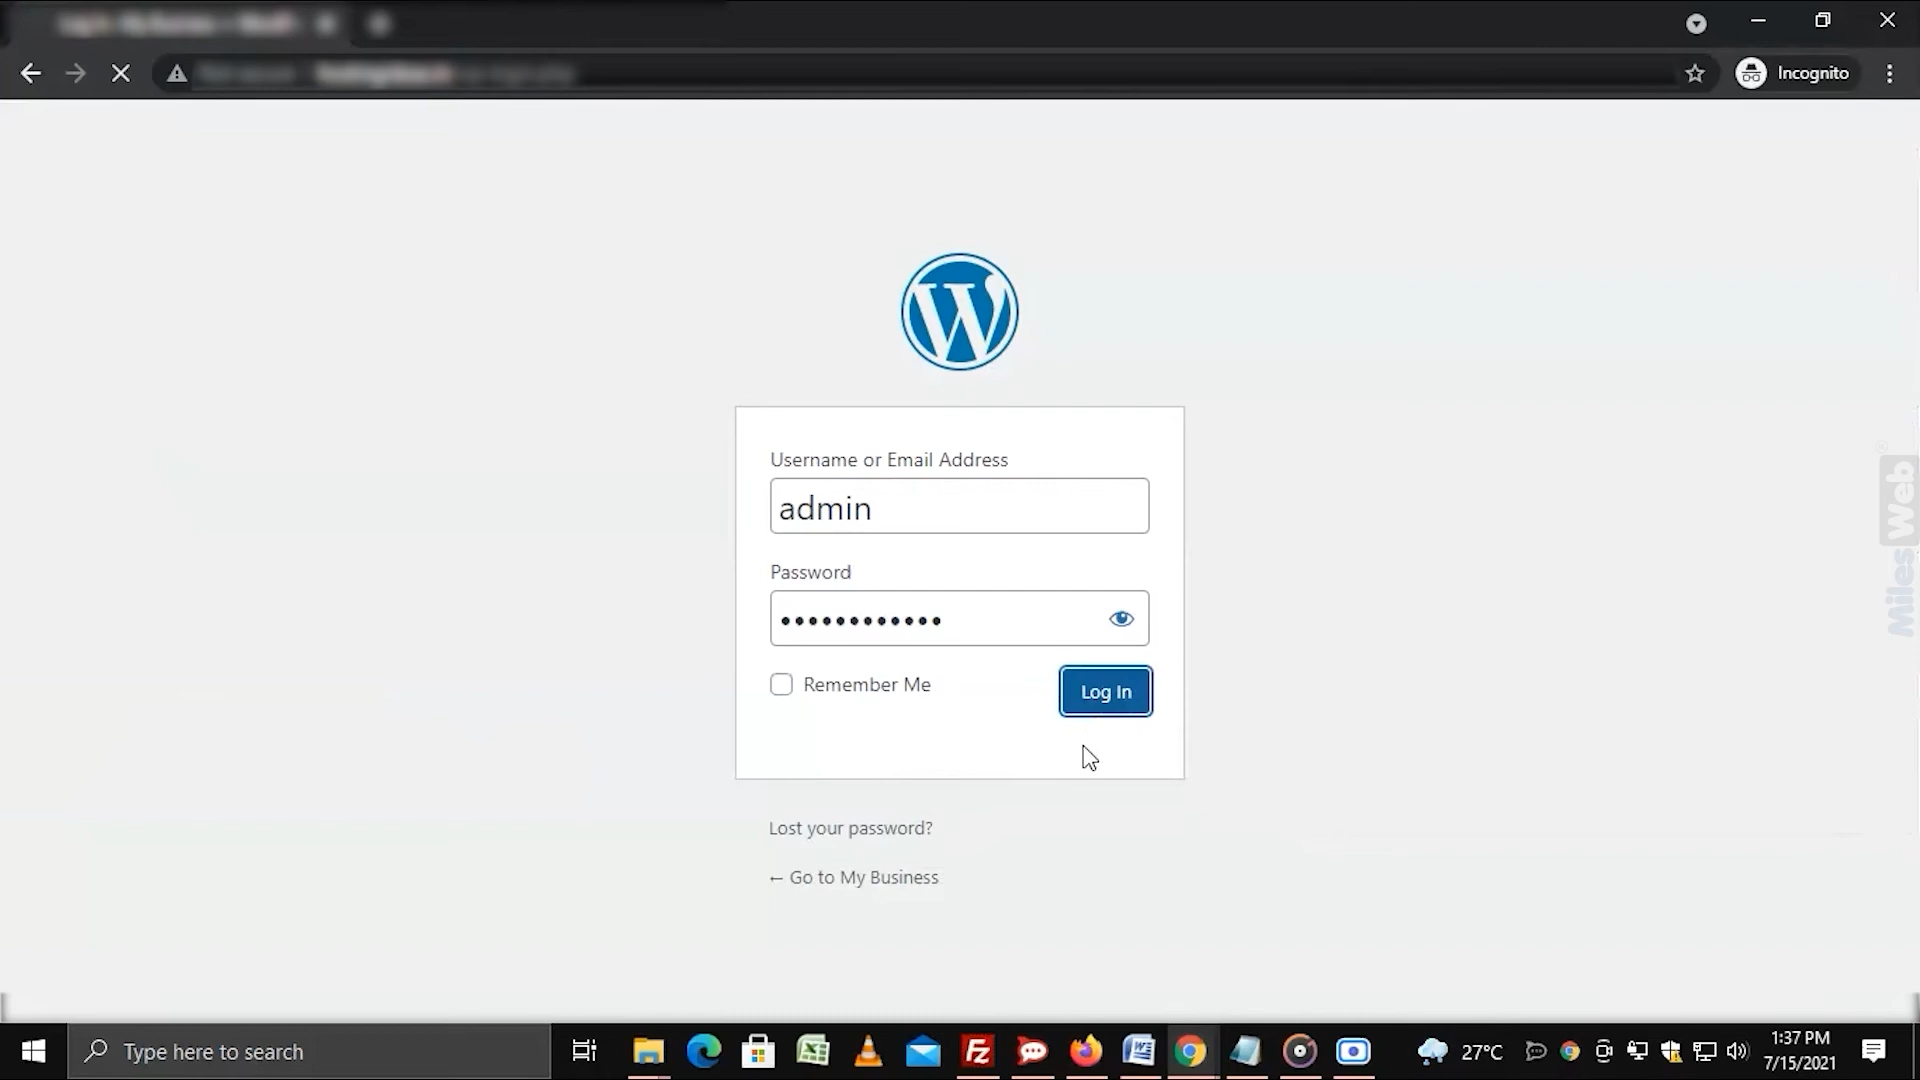 Incognito
Username or Email Address
admin
Password
Remember Me
Log In
Lost your password?
← Go to My Business
MilesWeb®
Type here to search
27°C
1:37 PM
7/15/2021